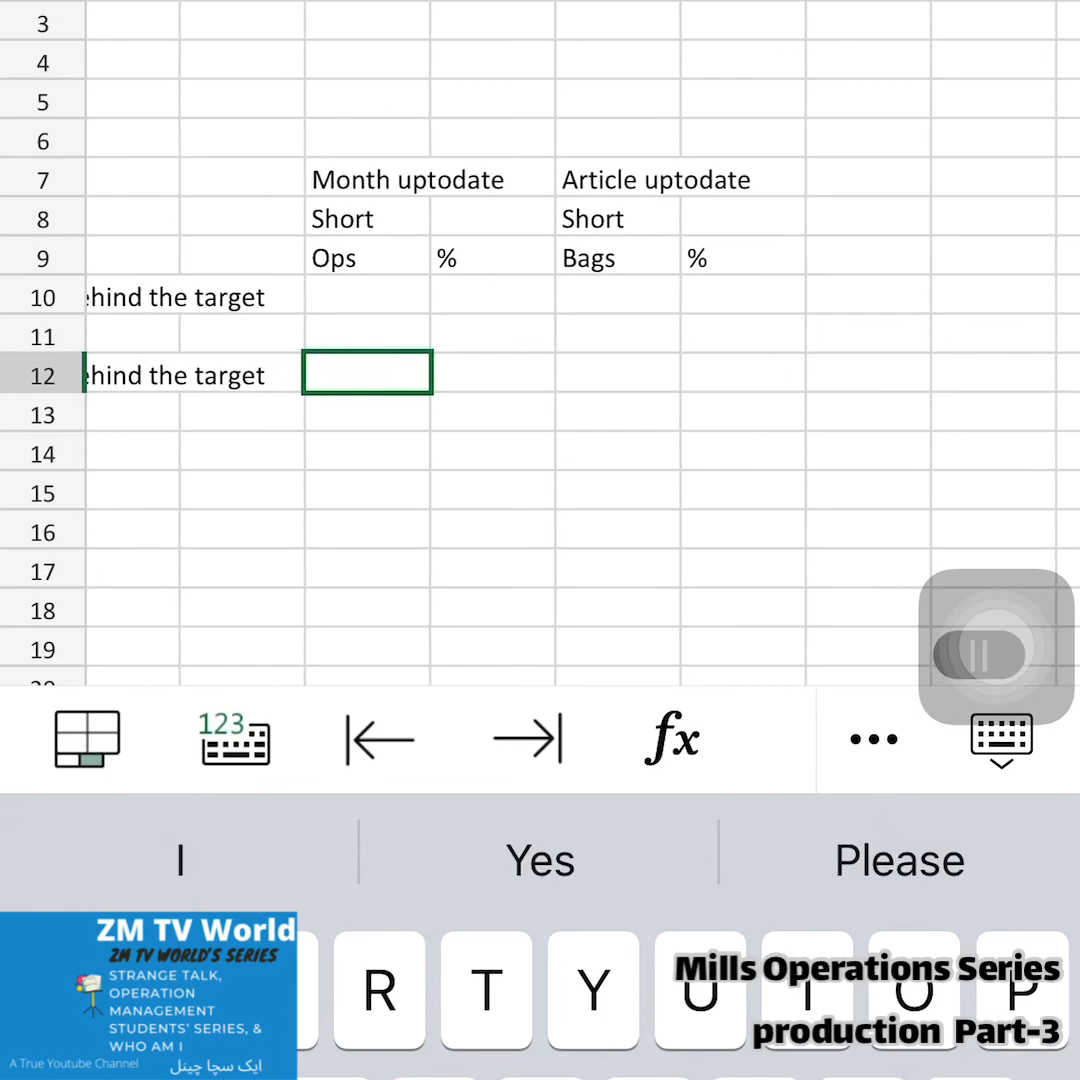 3
4
5
6
7 Month uptodate Article uptodate
8 Short Short
9 Ops % Bags %
10 ehind the target
11
12 ehind the target
13
14
15
16
17
18
19
123 fx
I Yes Please
R T Y U I O P
ZM TV World
ZM TV WORLD'S SERIES
STRANGE TALK,
OPERATION
MANAGEMENT
STUDENTS' SERIES, &
WHO AM I
A True Youtube Channel ایک سچا چینل
Mills Operations Series
production Part-3